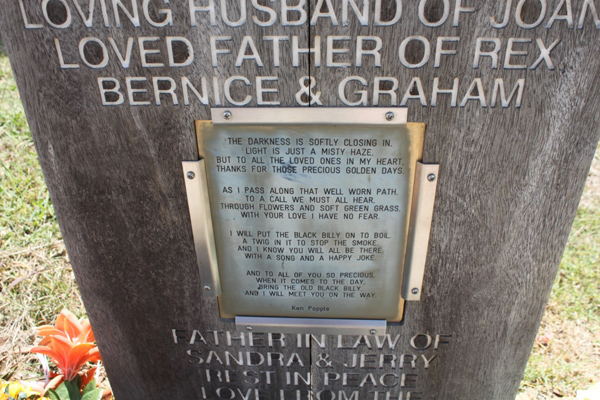 LOVING HUSBAND OF JOAN
LOVED FATHER OF REX
BERNICE & GRAHAM
THE DARKNESS IS SOFTLY CLOSING IN,
LIGHT IS JUST A MISTY HAZE,
BUT TO ALL THE LOVED ONES IN MY HEART,
THANKS FOR THOSE PRECIOUS GOLDEN DAYS.
AS I PASS ALONG THAT WELL WORN PATH,
TO A CALL WE MUST ALL HEAR,
THROUGH FLOWERS AND SOFT GREEN GRASS,
WITH YOUR LOVE I HAVE NO FEAR.
I WILL PUT THE BLACK BILLY ON TO BOIL,
A TWIG IN IT TO STOP THE SMOKE,
AND I KNOW YOU WILL ALL BE THERE,
WITH A SONG AND A HAPPY JOKE.
AND TO ALL OF YOU SO PRECIOUS,
WHEN IT COMES TO THE DAY,
BRING THE OLD BLACK BILLY,
AND I WILL MEET YOU ON THE WAY.
Ken Popple
FATHER IN LAW OF
SANDRA & JERRY
REST IN PEACE
LOVE FROM THE